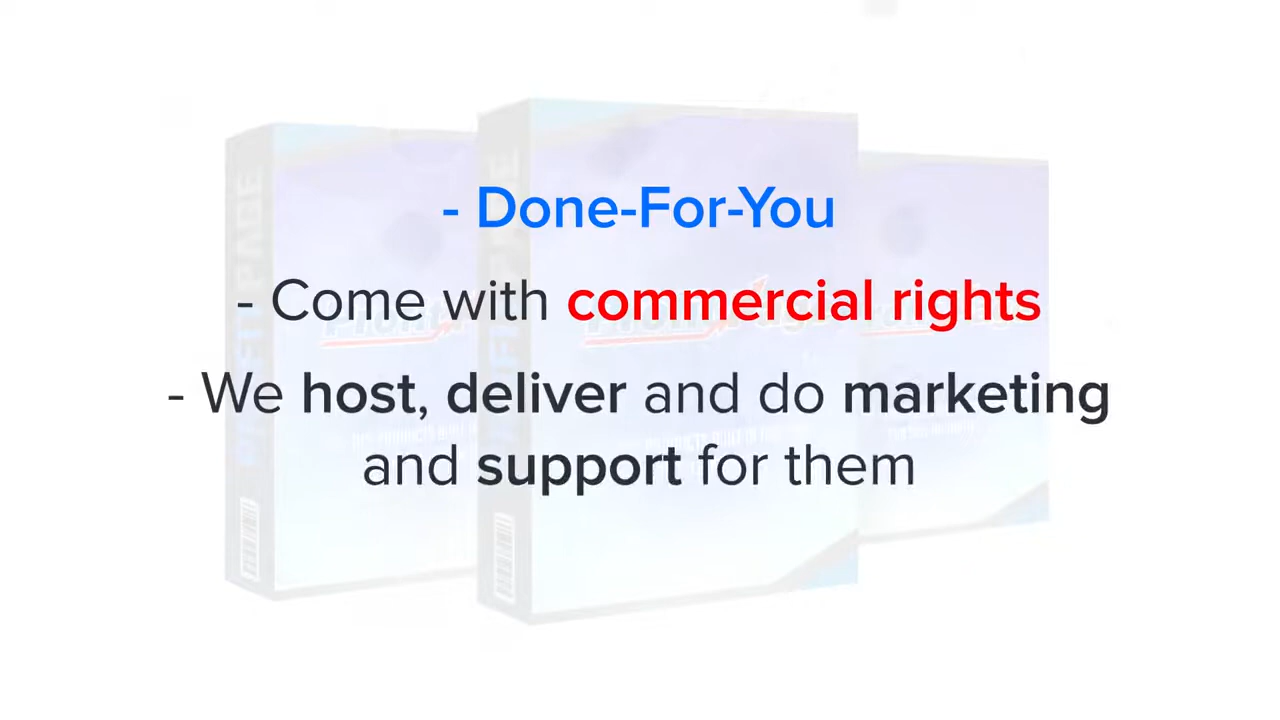 - Done-For-You
- Come with commercial rights
- We host, deliver and do marketing
and support for them